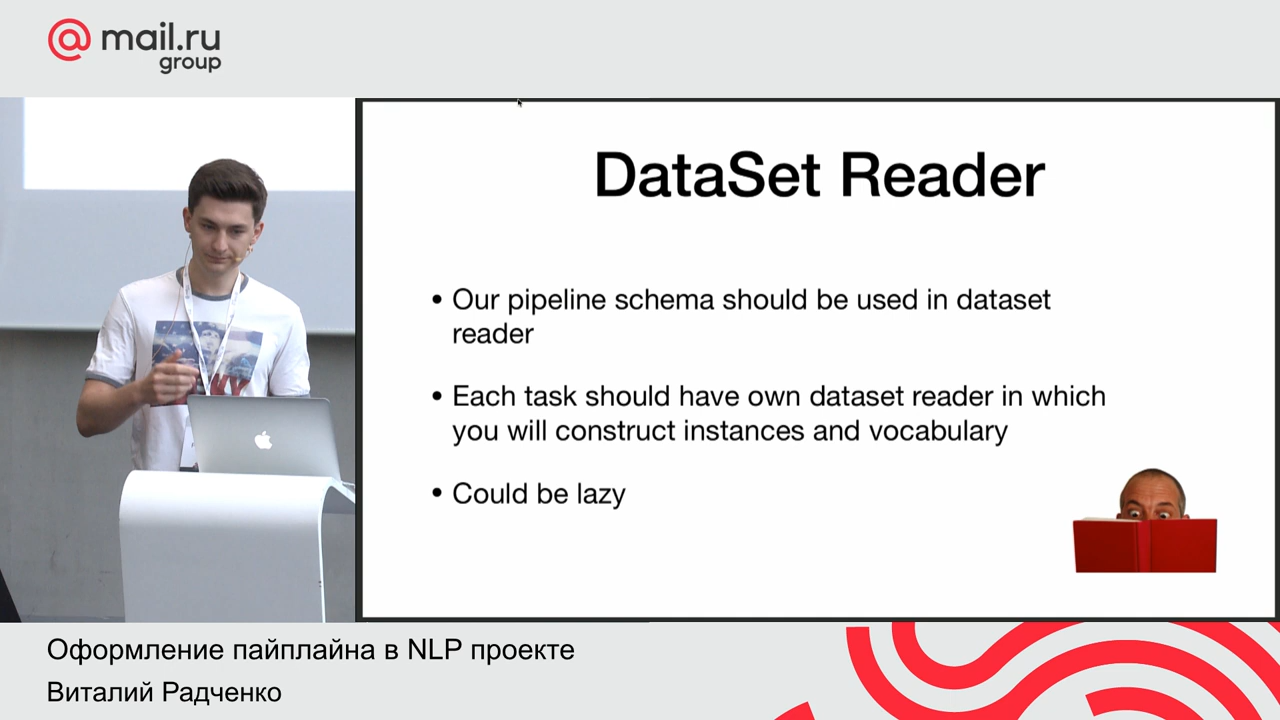 mail.ru
group
DataSet Reader
• Our pipeline schema should be used in dataset
reader
• Each task should have own dataset reader in which
you will construct instances and vocabulary
• Could be lazy
Оформление пайплайна в NLP проекте
Виталий Радченко